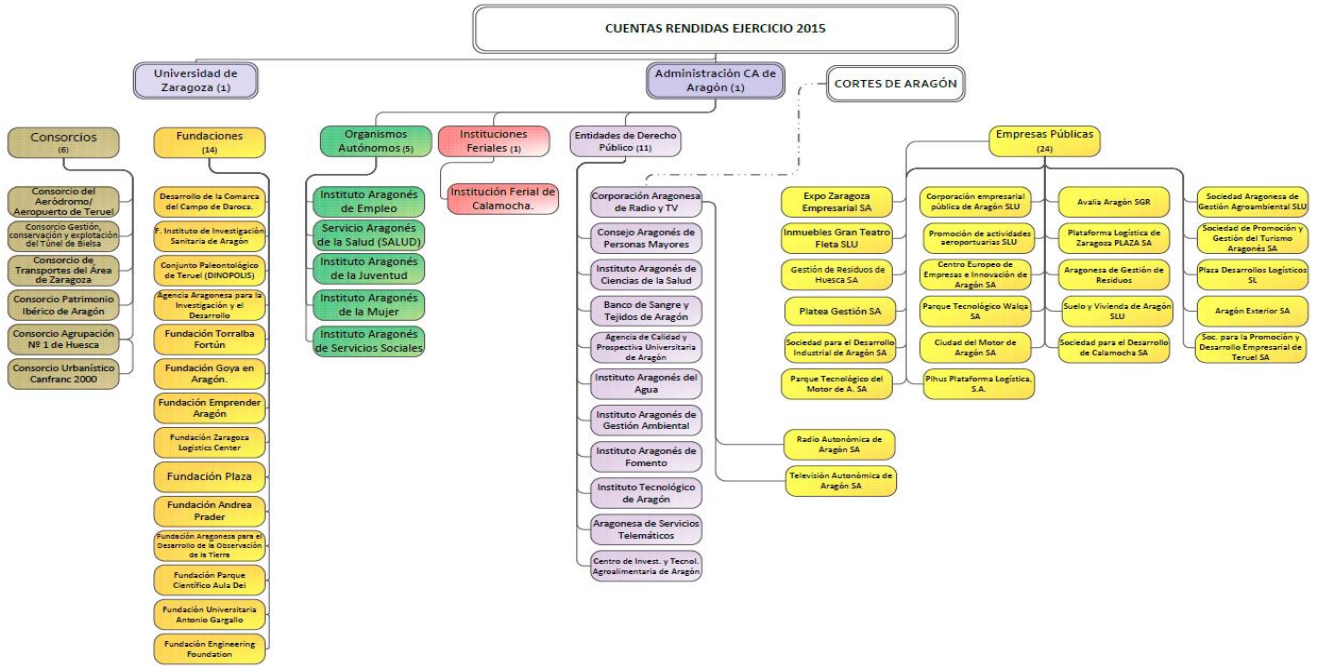 CUENTAS RENDIDAS EJERCICIO 2015
Universidad de
Zaragoza (1)
Administración CA de
Aragón (1)
CORTES DE ARAGÓN
Consorcios
(6)
Consorcio del
Aeródromo/
Aeropuerto de Teruel
Consorcio Gestión,
conservación y explotación
del Túnel de Bielsa
Consorcio de
Transportes del Área
de Zaragoza
Consorcio Patrimonio
Ibérico de Aragón
Consorcio Agrupación
Nº 1 de Huesca
Consorcio Urbanístico
Canfranc 2000
Fundaciones
(14)
Desarrollo de la Comarca
del Campo de Daroca.
F. Instituto de Investigación
Sanitaria de Aragón
Conjunto Paleontológico
de Teruel (DINOPOLIS)
Agencia Aragonesa para la
Investigación y el
Desarrollo
Fundación Torralba
Fortún
Fundación Goya en
Aragón.
Fundación Emprender
Aragón
Fundación Zaragoza
Logistics Center
Fundación Plaza
Fundación Andrea
Prader
Fundación Aragonesa para el
Desarrollo de la Observación
de la Tierra
Fundación Parque
Científico Aula Dei
Fundación Universitaria
Antonio Gargallo
Fundación Engineering
Foundation
Organismos
Autónomos (5)
Instituto Aragonés
de Empleo
Servicio Aragonés
de la Salud (SALUD)
Instituto Aragonés
de la Juventud
Instituto Aragonés
de la Mujer
Instituto Aragonés
de Servicios Sociales
Instituciones
Feriales (1)
Institución Ferial de
Calamocha.
Entidades de Derecho
Público (11)
Corporación Aragonesa
de Radio y TV
Consejo Aragonés de
Personas Mayores
Instituto Aragonés de
Ciencias de la Salud
Banco de Sangre y
Tejidos de Aragón
Agencia de Calidad y
Prospectiva Universitaria
de Aragón
Instituto Aragonés del
Agua
Instituto Aragonés de
Gestión Ambiental
Instituto Aragonés de
Fomento
Instituto Tecnológico
de Aragón
Aragonesa de Servicios
Telemáticos
Centro de Invest. y Tecnol.
Agroalimentaria de Aragón
Empresas Públicas
(24)
Expo Zaragoza
Empresarial SA
Inmuebles Gran Teatro
Fleta SLU
Gestión de Residuos de
Huesca SA
Platea Gestión SA
Sociedad para el Desarrollo
Industrial de Aragón SA
Parque Tecnológico del
Motor de A. SA
Corporación empresarial
pública de Aragón SLU
Promoción de actividades
aeroportuarias SLU
Centro Europeo de
Empresas e Innovación de
Aragón SA
Parque Tecnológico Walqa
SA
Ciudad del Motor de
Aragón SA
Plhus Plataforma Logística,
S.A.
Avalia Aragón SGR
Plataforma Logística de
Zaragoza PLAZA SA
Aragonesa de Gestión de
Residuos
Suelo y Vivienda de Aragón
SLU
Sociedad para el Desarrollo
de Calamocha SA
Sociedad Aragonesa de
Gestión Agroambiental SLU
Sociedad de Promoción y
Gestión del Turismo
Aragonés SA
Plaza Desarrollos Logísticos
SL
Aragón Exterior SA
Soc. para la Promoción y
Desarrollo Empresarial de
Teruel SA
Radio Autonómica de
Aragón SA
Televisión Autonómica de
Aragón SA